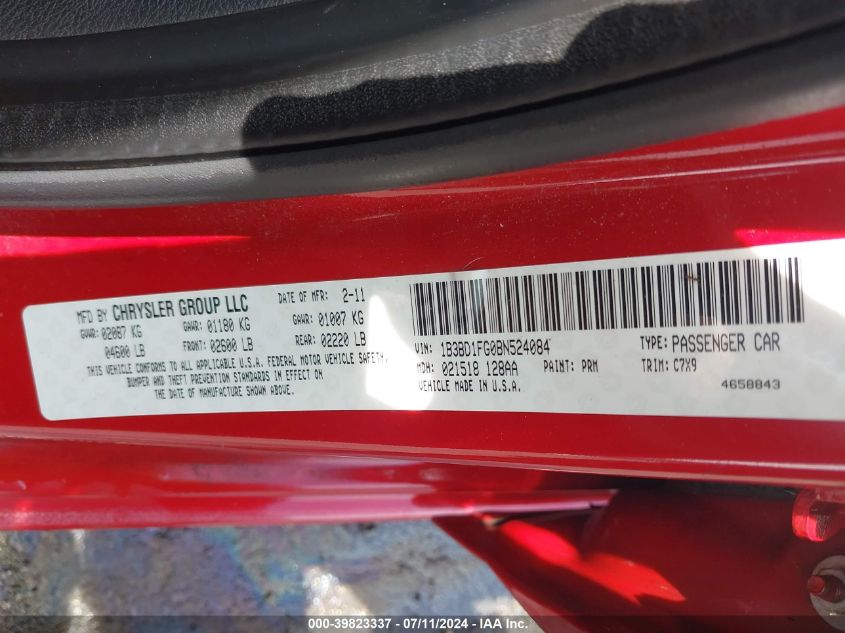 MFD BY CHRYSLER GROUP LLC DATE OF MFR: 2-11
GVWR: 02087 KG GAWR: 01180 KG GAWR: 01007 KG
04600 LB FRONT: 02600 LB REAR: 02220 LB
THIS VEHICLE CONFORMS TO ALL APPLICABLE U.S.A. FEDERAL MOTOR VEHICLE SAFETY,
BUMPER AND THEFT PREVENTION STANDARDS IN EFFECT ON
THE DATE OF MANUFACTURE SHOWN ABOVE.
VIN: 1B3BD1FG0BN524084 TYPE: PASSENGER CAR
MDH: 021518 128AA PAINT: PRM TRIM: C7X9
VEHICLE MADE IN U.S.A. 4658843
000-39823337 / 07/11/2024 / IAA Inc.